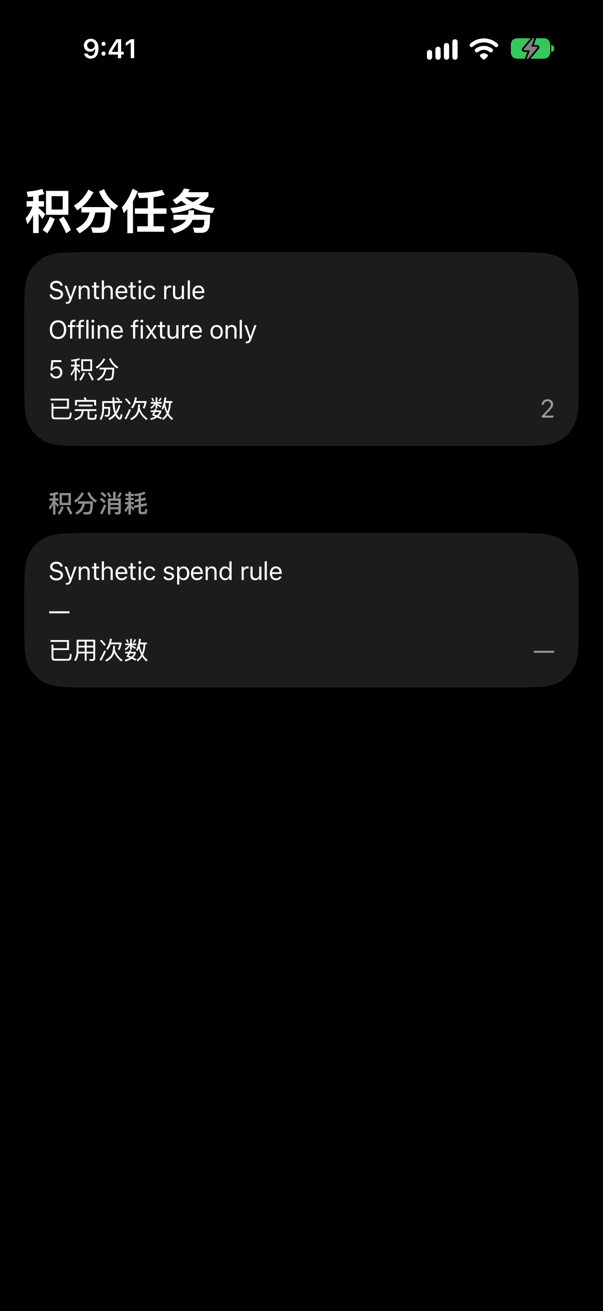 9:41
积分任务
Synthetic rule
Offline fixture only
5 积分
已完成次数 2
积分消耗
Synthetic spend rule
—
已用次数 —